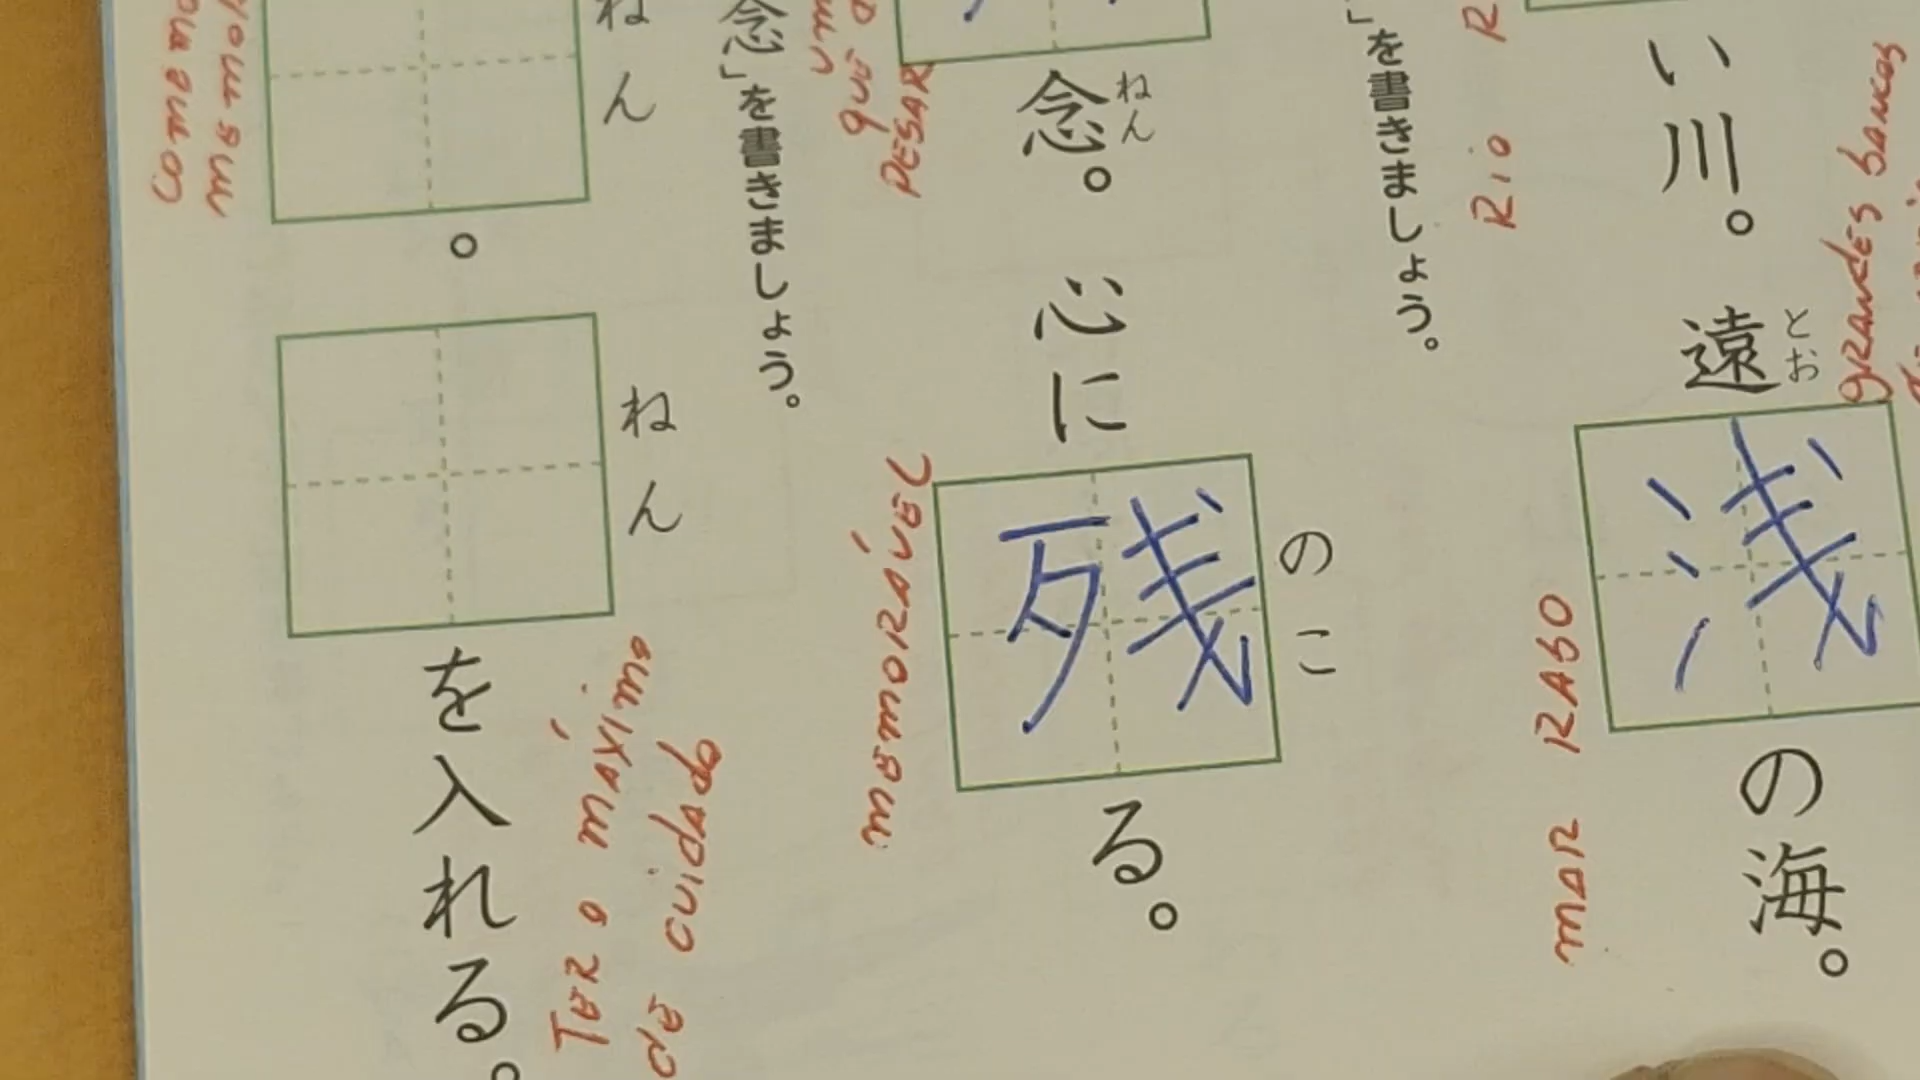 い川。
遠浅の海。
とお
grandes bancos
Rio R
mar raso
」を書きましょう。
念。
ねん
心に残る。
のこ
memorável
um
que
pesar
念」を書きましょう。
ねん
。
ねん
を入れる。
Ter o máximo
de cuidado